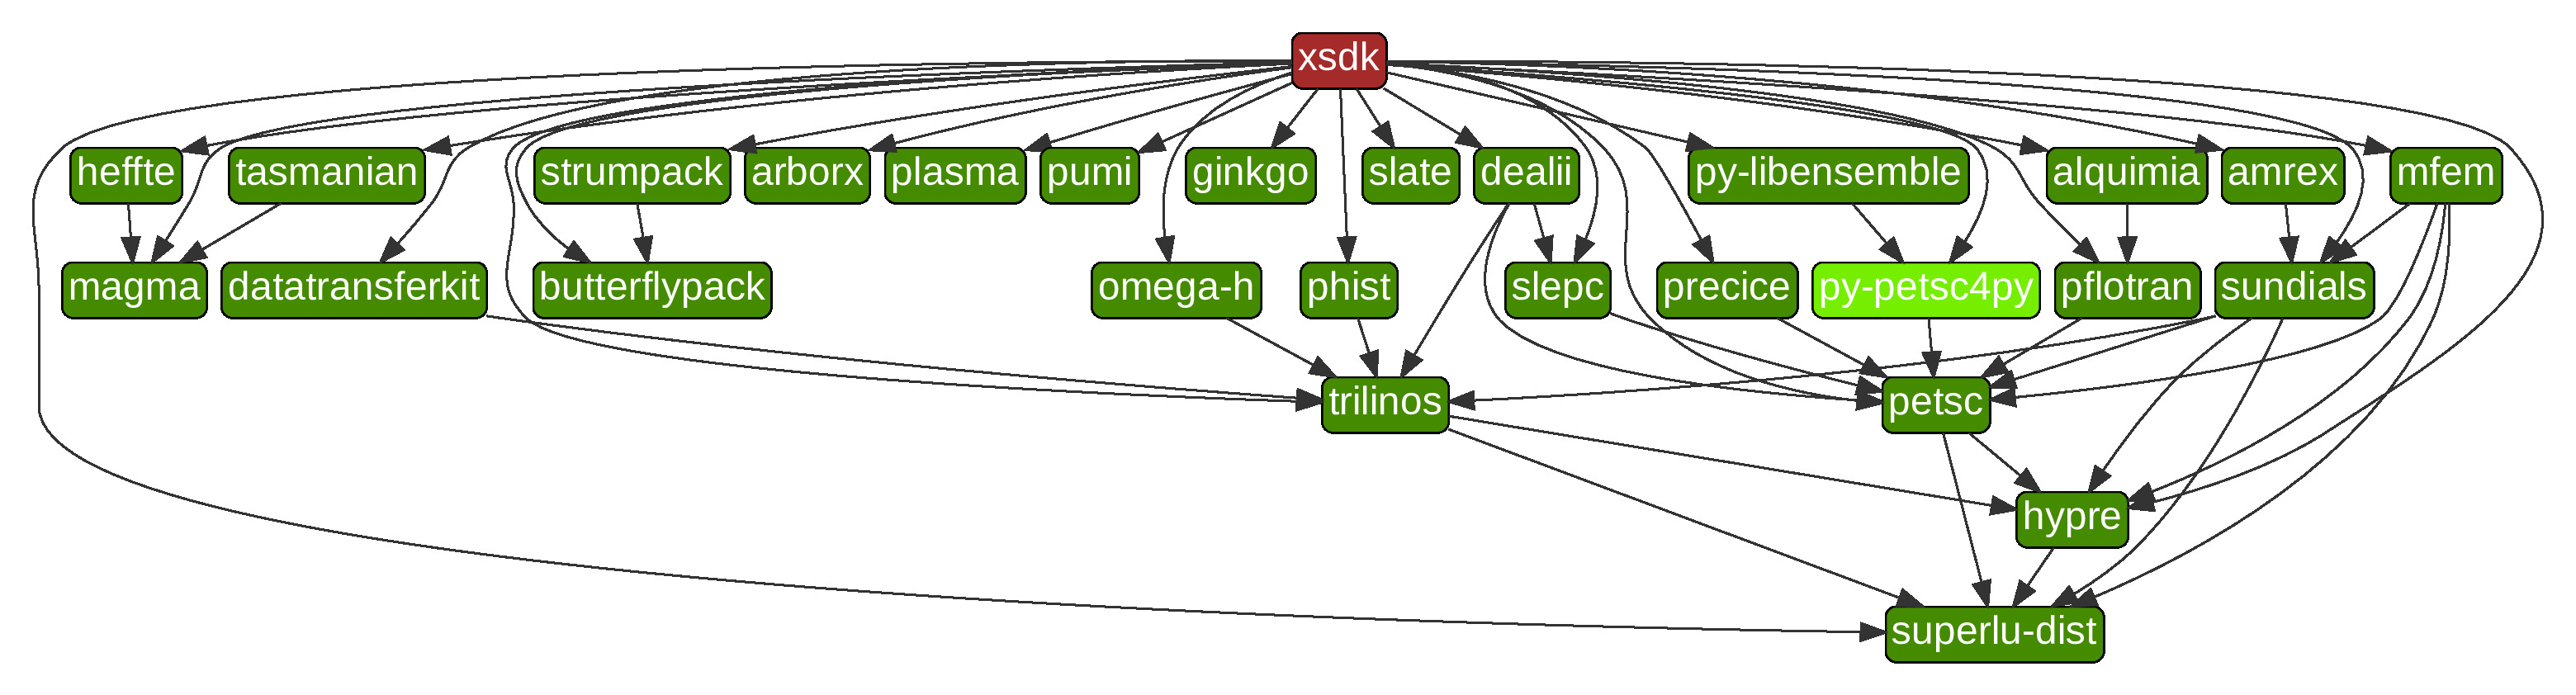 xsdk
heffte tasmanian strumpack arborx plasma pumi ginkgo slate dealii py-libensemble alquimia amrex mfem
magma datatransferkit butterflypack omega-h phist slepc precice py-petsc4py pflotran sundials
trilinos petsc
hypre
superlu-dist